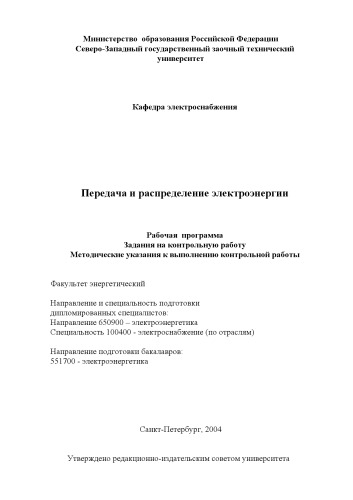 Министерство образования Российской Федерации
Северо-Западный государственный заочный технический
университет
Кафедра электроснабжения
Передача и распределение электроэнергии
Рабочая программа
Задания на контрольную работу
Методические указания к выполнению контрольной работы
Факультет энергетический
Направление и специальность подготовки
дипломированных специалистов:
Направление 650900 – электроэнергетика
Специальность 100400 - электроснабжение (по отраслям)
Направление подготовки бакалавров:
551700 - электроэнергетика
Санкт-Петербург, 2004
Утверждено редакционно-издательским советом университета